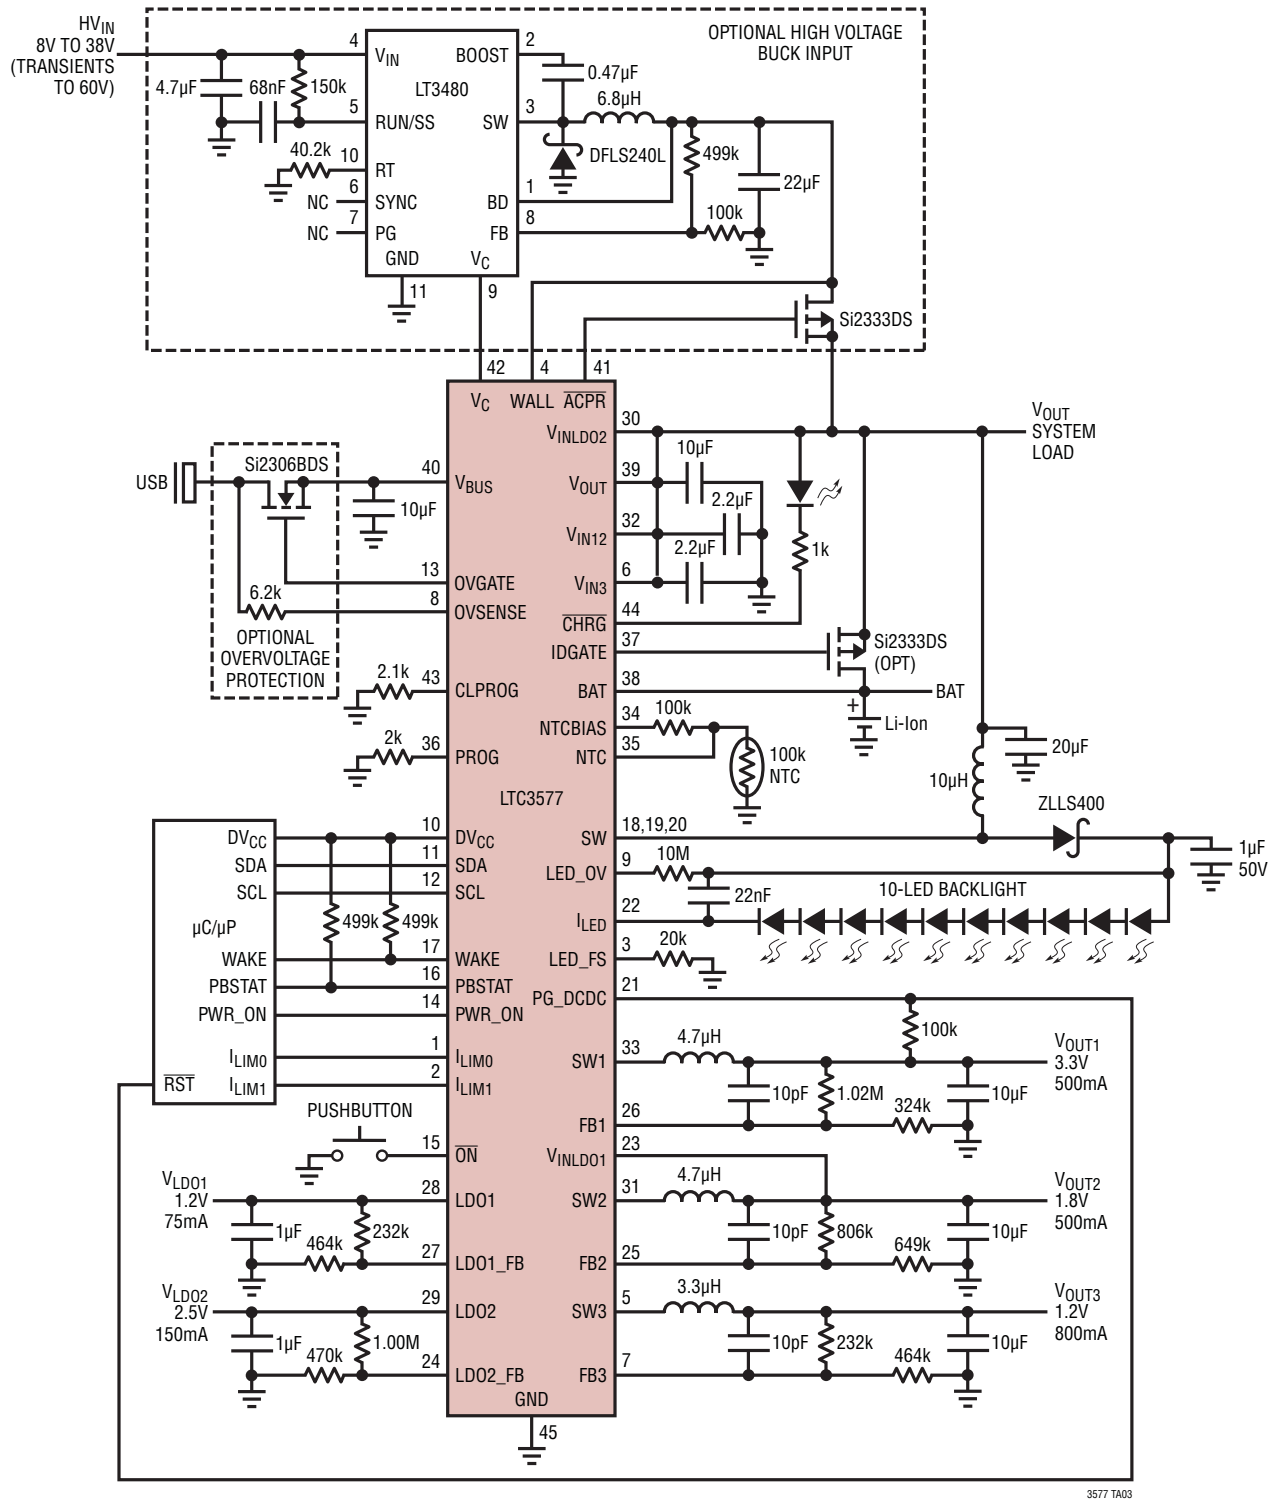 HVIN
8V TO 38V
(TRANSIENTS
TO 60V)
OPTIONAL HIGH VOLTAGE
BUCK INPUT
4.7µF
68nF
150k
40.2k
NC
NC
4
5
10
6
7
VIN
RUN/SS
RT
SYNC
PG
GND
LT3480
BOOST
SW
BD
FB
VC
2
3
1
8
11
9
0.47µF
6.8µH
DFLS240L
499k
22µF
100k
Si2333DS
42
4
41
VC
WALL
ACPR
USB
Si2306BDS
10µF
6.2k
OPTIONAL
OVERVOLTAGE
PROTECTION
40
VBUS
13
OVGATE
8
OVSENSE
2.1k
43
CLPROG
2k
36
PROG
LTC3577
30
VINLDO2
39
VOUT
32
VIN12
6
VIN3
44
CHRG
37
IDGATE
38
BAT
34
NTCBIAS
35
NTC
10µF
2.2µF
2.2µF
1k
VOUT
SYSTEM
LOAD
Si2333DS
(OPT)
BAT
+
Li-Ion
100k
100k
NTC
20µF
10µH
ZLLS400
1µF
50V
18,19,20
SW
9
LED_OV
10M
22nF
10-LED BACKLIGHT
22
ILED
3
LED_FS
20k
21
PG_DCDC
100k
DVCC
SDA
SCL
µC/µP
WAKE
PBSTAT
PWR_ON
ILIM0
ILIM1
RST
499k
499k
10
DVCC
11
SDA
12
SCL
17
WAKE
16
PBSTAT
14
PWR_ON
1
ILIM0
2
ILIM1
PUSHBUTTON
15
ON
33
SW1
4.7µH
10pF
1.02M
324k
10µF
VOUT1
3.3V
500mA
26
FB1
23
VINLDO1
31
SW2
4.7µH
10pF
806k
649k
10µF
VOUT2
1.8V
500mA
25
FB2
5
SW3
3.3µH
10pF
232k
464k
10µF
VOUT3
1.2V
800mA
7
FB3
VLDO1
1.2V
75mA
1µF
464k
232k
28
LDO1
27
LDO1_FB
VLDO2
2.5V
150mA
1µF
470k
1.00M
29
LDO2
24
LDO2_FB
GND
45
3577 TA03